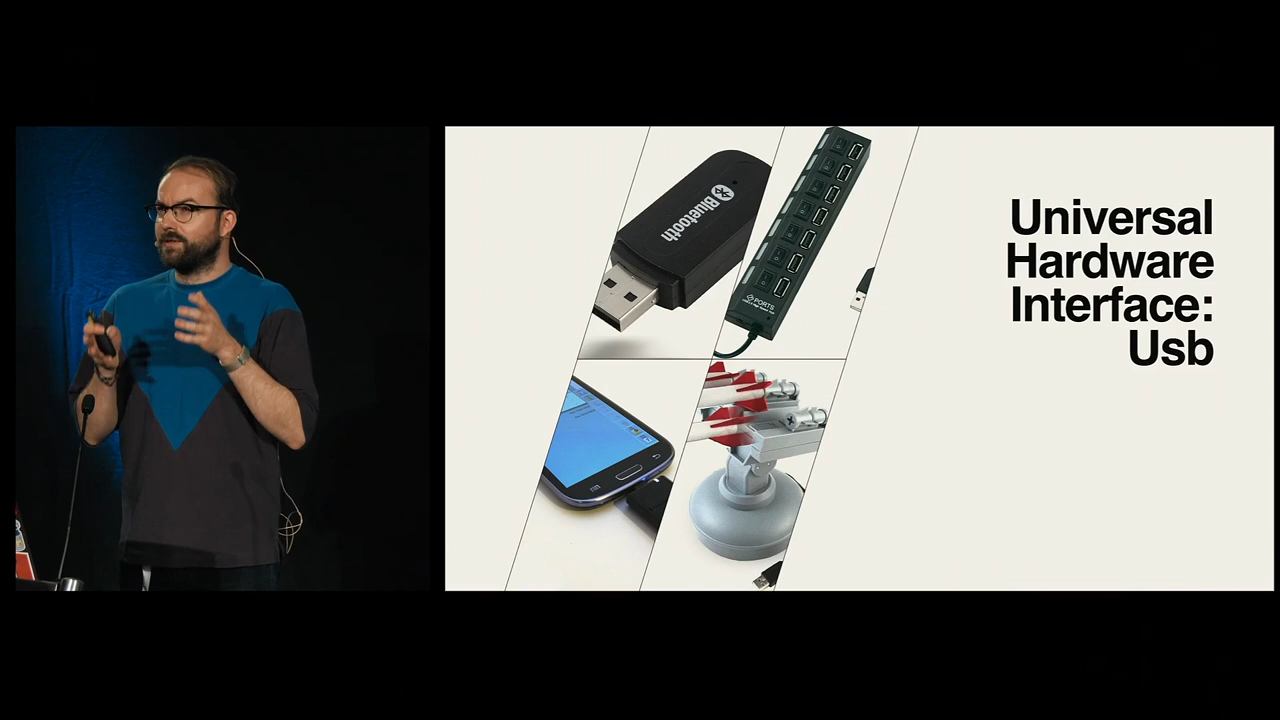 Universal
Hardware
Interface:
Usb
Bluetooth
PORTS